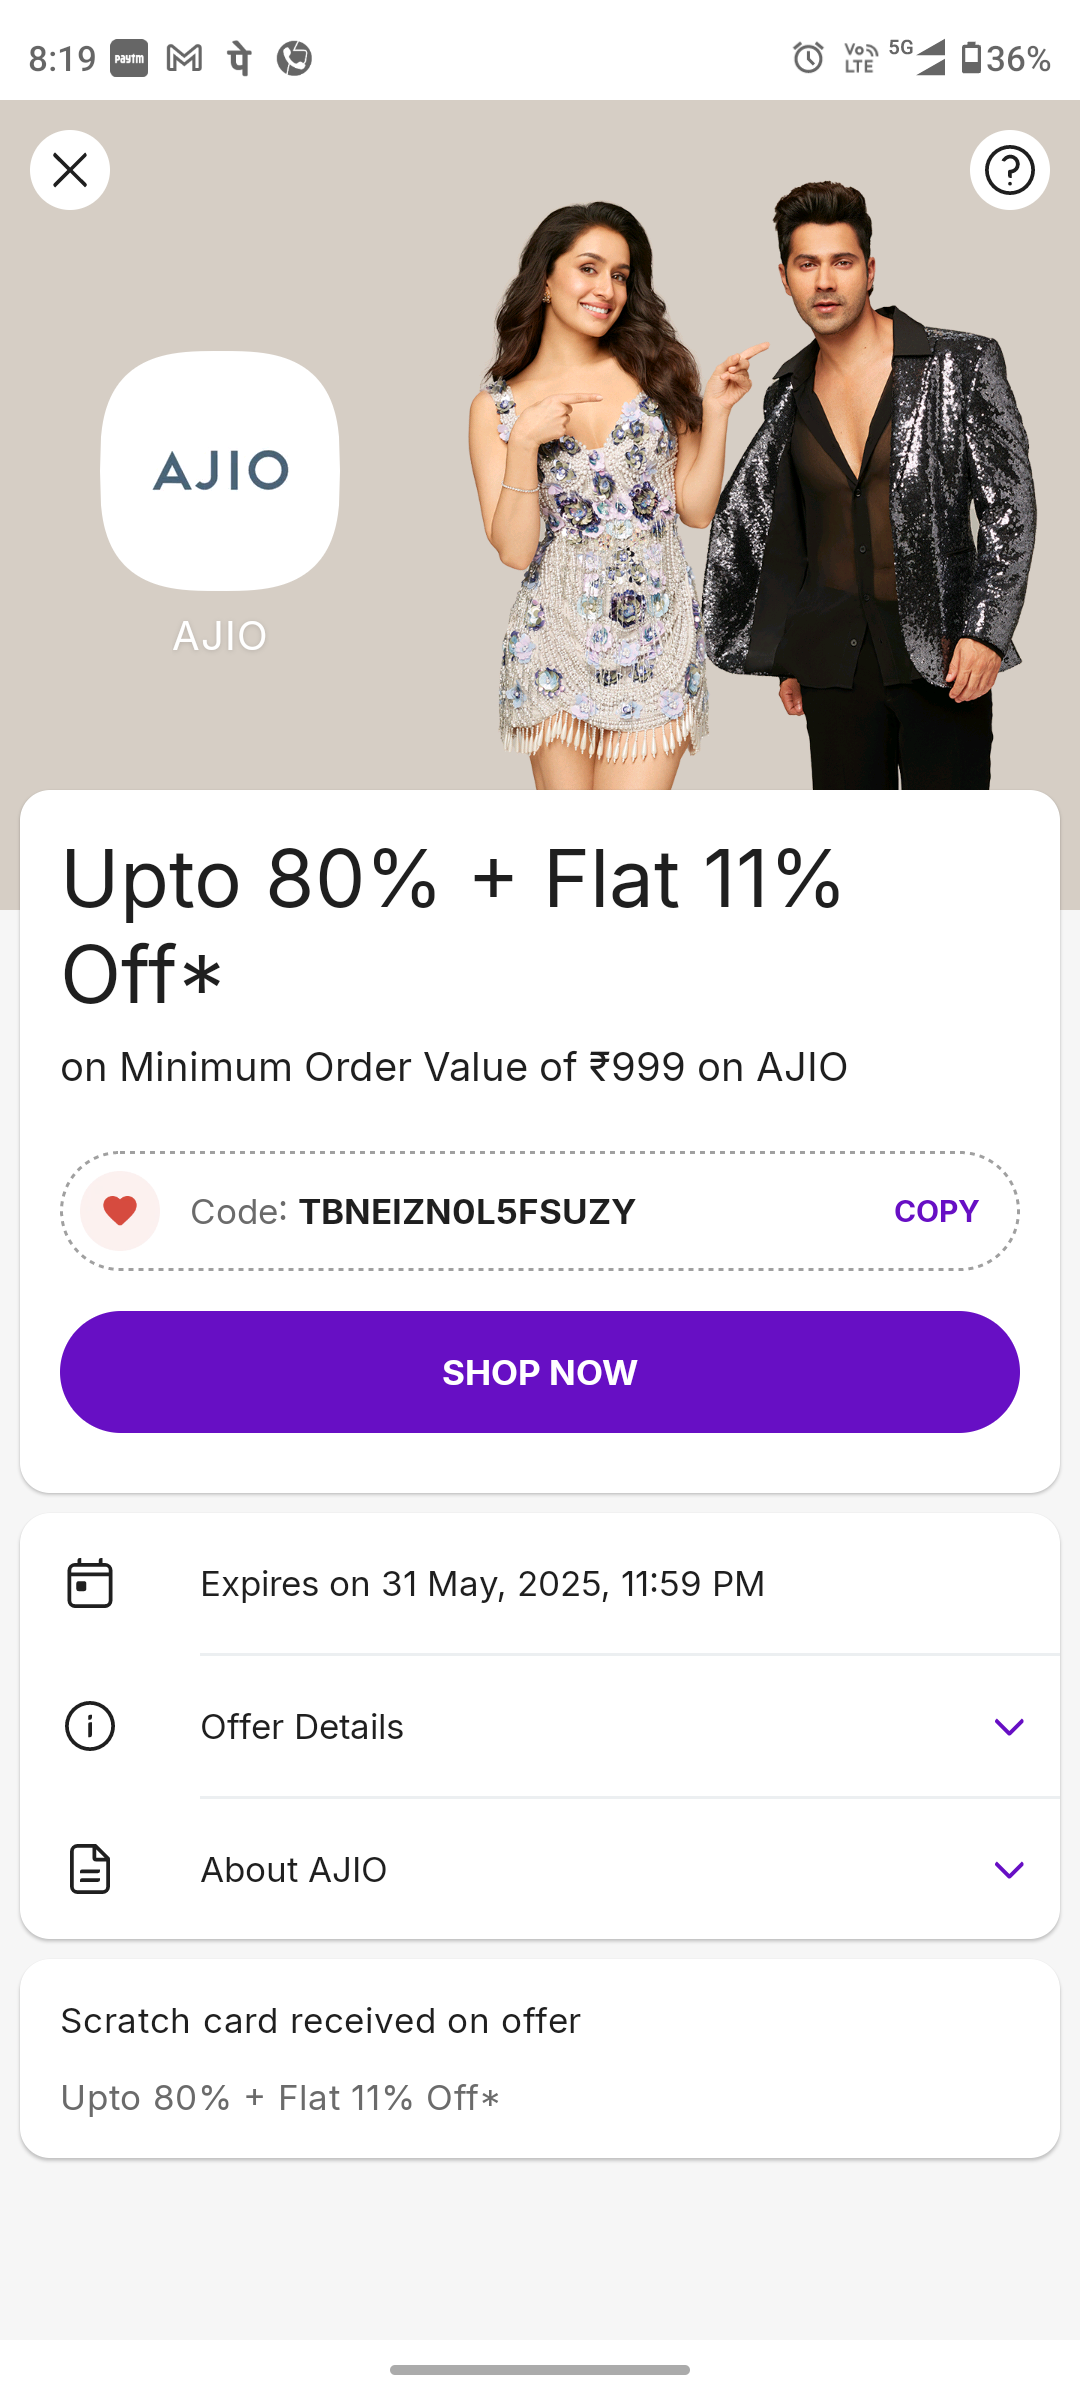 8:19 paytm पे Vo LTE 5G 36%
AJIO
AJIO
Upto 80% + Flat 11%
Off*
on Minimum Order Value of ₹999 on AJIO
Code: TBNEIZN0L5FSUZY COPY
SHOP NOW
Expires on 31 May, 2025, 11:59 PM
Offer Details
About AJIO
Scratch card received on offer
Upto 80% + Flat 11% Off*